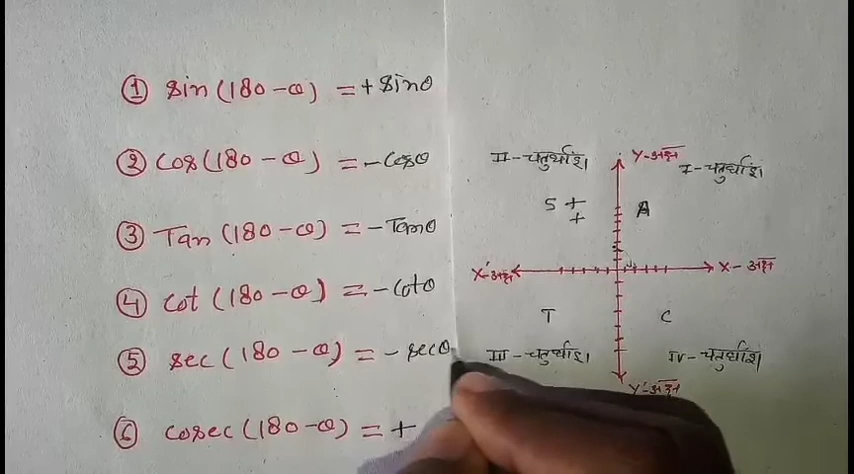 ① sin(180-θ) = + sinθ
② cos(180-θ) = - cosθ
③ Tan(180-θ) = - Tanθ
④ cot(180-θ) = - cotθ
⑤ sec(180-θ) = - secθ
⑥ cosec(180-θ) = +
Y-अक्ष
II-चतुर्थांश
I-चतुर्थांश
S +
+
A
X'-अक्ष
X-अक्ष
T
C
III-चतुर्थांश
IV-चतुर्थांश
Y'-अक्ष